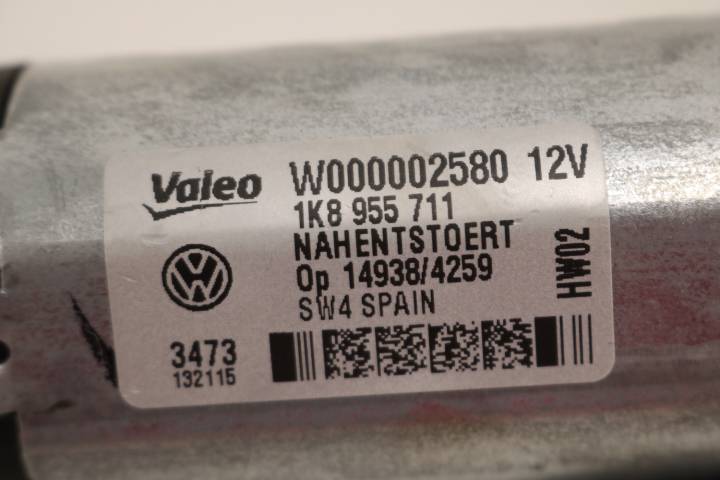 Valeo W000002580 12V
1K8 955 711
NAHENTSTOERT
Op 14938/4259
SW4 SPAIN
HW02
3473
132115